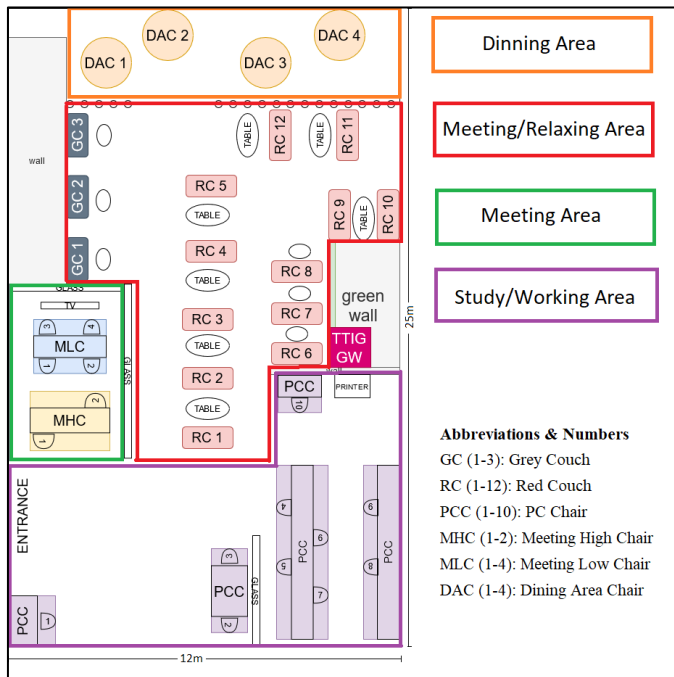 DAC 1
DAC 2
DAC 3
DAC 4
Dinning Area
wall
GC 3
GC 2
GC 1
TABLE
RC 12
TABLE
RC 11
Meeting/Relaxing Area
RC 5
TABLE
RC 9
TABLE
RC 10
Meeting Area
RC 4
TABLE
RC 8
RC 7
RC 6
green
wall
TTIG
GW
wall
25m
Study/Working Area
GLASS
TV
3
4
MLC
1
2
GLASS
2
MHC
1
RC 3
TABLE
RC 2
TABLE
RC 1
PCC
10
PRINTER
ENTRANCE
PCC
1
3
PCC
2
GLASS
4
5
PCC
6
7
9
8
PCC
12m
Abbreviations & Numbers
GC (1-3): Grey Couch
RC (1-12): Red Couch
PCC (1-10): PC Chair
MHC (1-2): Meeting High Chair
MLC (1-4): Meeting Low Chair
DAC (1-4): Dining Area Chair